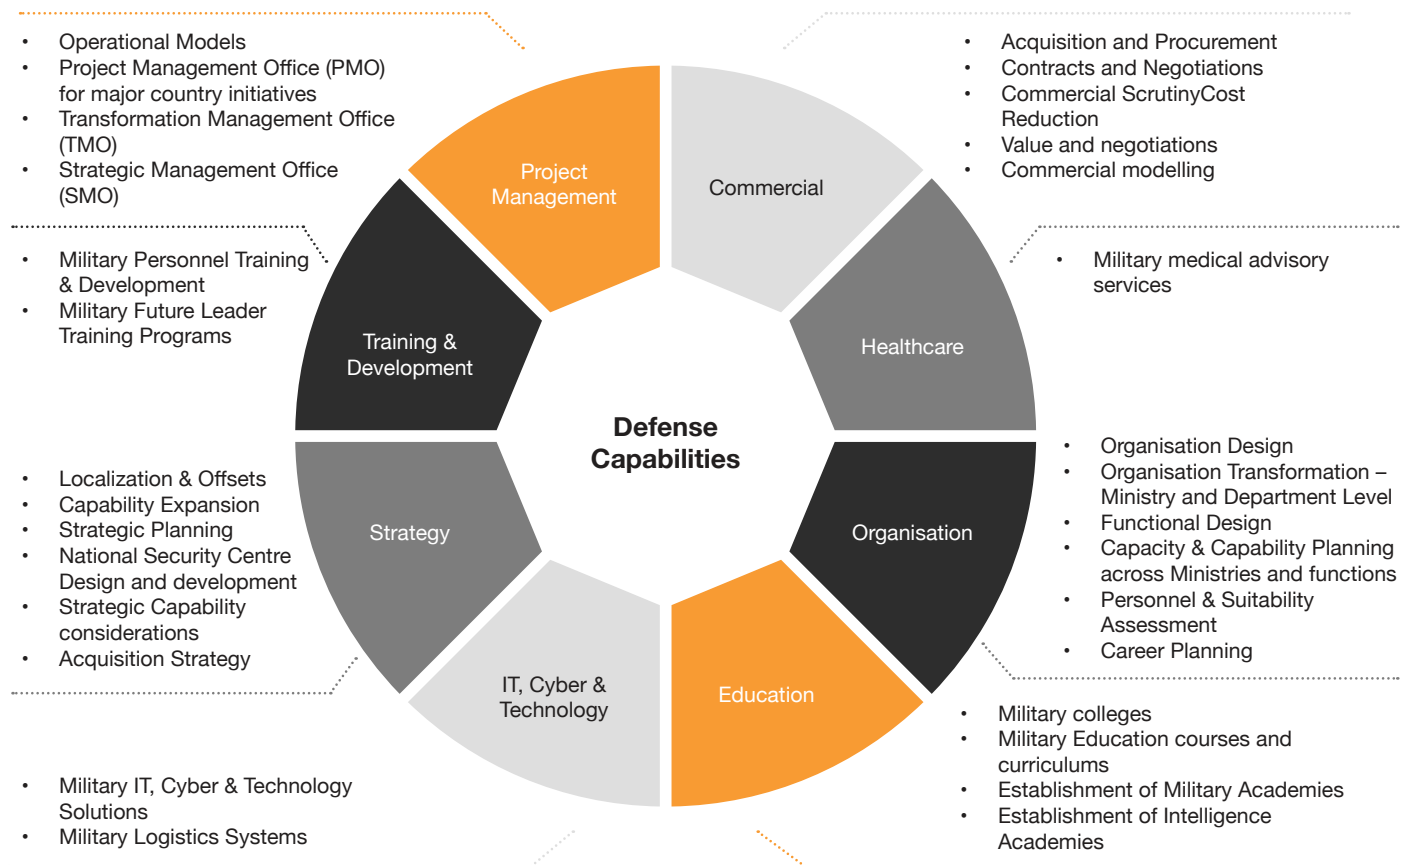 • Operational Models
• Project Management Office (PMO)
for major country initiatives
• Transformation Management Office
(TMO)
• Strategic Management Office
(SMO)
• Military Personnel Training
& Development
• Military Future Leader
Training Programs
• Localization & Offsets
• Capability Expansion
• Strategic Planning
• National Security Centre
Design and development
• Strategic Capability
considerations
• Acquisition Strategy
• Military IT, Cyber & Technology
Solutions
• Military Logistics Systems
Project
Management
Commercial
Training &
Development
Healthcare
Defense
Capabilities
Strategy
Organisation
IT, Cyber &
Technology
Education
• Acquisition and Procurement
• Contracts and Negotiations
• Commercial ScrutinyCost
Reduction
• Value and negotiations
• Commercial modelling
• Military medical advisory
services
• Organisation Design
• Organisation Transformation –
Ministry and Department Level
• Functional Design
• Capacity & Capability Planning
across Ministries and functions
• Personnel & Suitability
Assessment
• Career Planning
• Military colleges
• Military Education courses and
curriculums
• Establishment of Military Academies
• Establishment of Intelligence
Academies